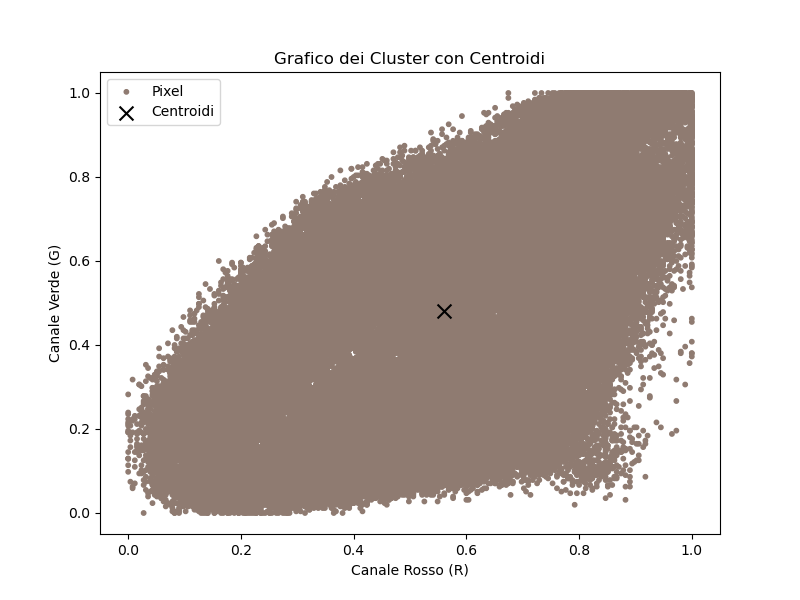 Grafico dei Cluster con Centroidi
Pixel
Centroidi
1.0
0.8
0.6
0.4
0.2
0.0
Canale Verde (G)
0.0 0.2 0.4 0.6 0.8 1.0
Canale Rosso (R)